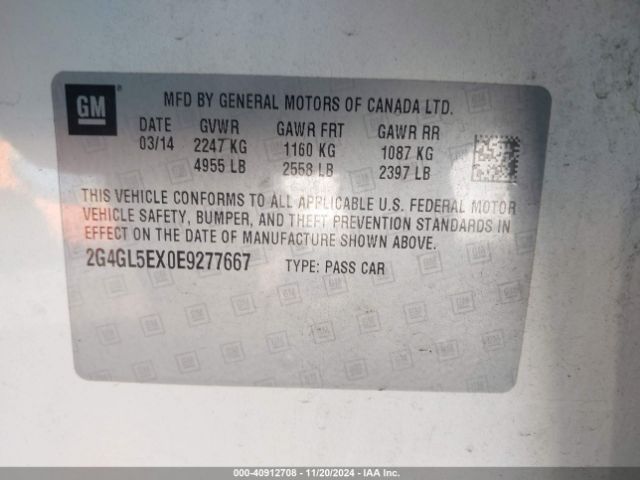 GM
MFD BY GENERAL MOTORS OF CANADA LTD.
DATE GVWR GAWR FRT GAWR RR
03/14 2247 KG 1160 KG 1087 KG
4955 LB 2558 LB 2397 LB
THIS VEHICLE CONFORMS TO ALL APPLICABLE U.S. FEDERAL MOTOR
VEHICLE SAFETY, BUMPER, AND THEFT PREVENTION STANDARDS IN
EFFECT ON THE DATE OF MANUFACTURE SHOWN ABOVE.
2G4GL5EX0E9277667 TYPE: PASS CAR
000-40912708 - IAA - 11/20/2024 - IAA - 000-40912708